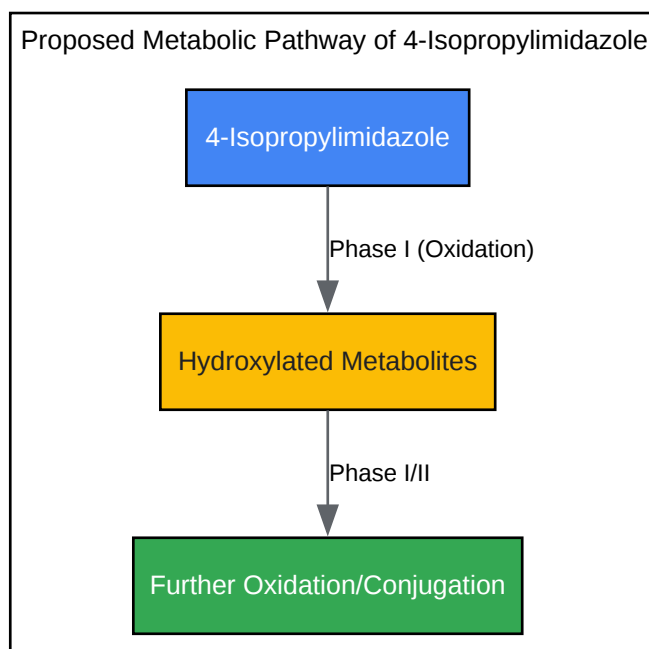 Proposed Metabolic Pathway of 4-Isopropylimidazole
4-Isopropylimidazole
Phase I (Oxidation)
Hydroxylated Metabolites
Phase I/II
Further Oxidation/Conjugation